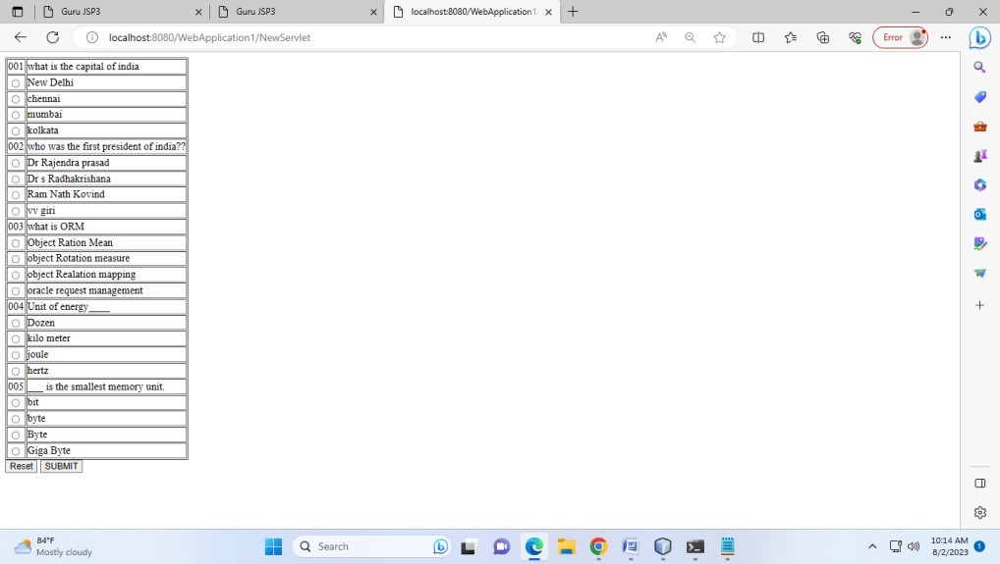 Guru JSP3
Guru JSP3
localhost:8080/WebApplication1
localhost:8080/WebApplication1/NewServlet
Error
001 what is the capital of india
New Delhi
chennai
mumbai
kolkata
002 who was the first president of india??
Dr Rajendra prasad
Dr s Radhakrishana
Ram Nath Kovind
vv giri
003 what is ORM
Object Ration Mean
object Rotation measure
object Realation mapping
oracle request management
004 Unit of energy____
Dozen
kilo meter
joule
hertz
005 ___ is the smallest memory unit.
bit
byte
Byte
Giga Byte
Reset SUBMIT
84°F
Mostly cloudy
Search
10:14 AM
8/2/2023
1